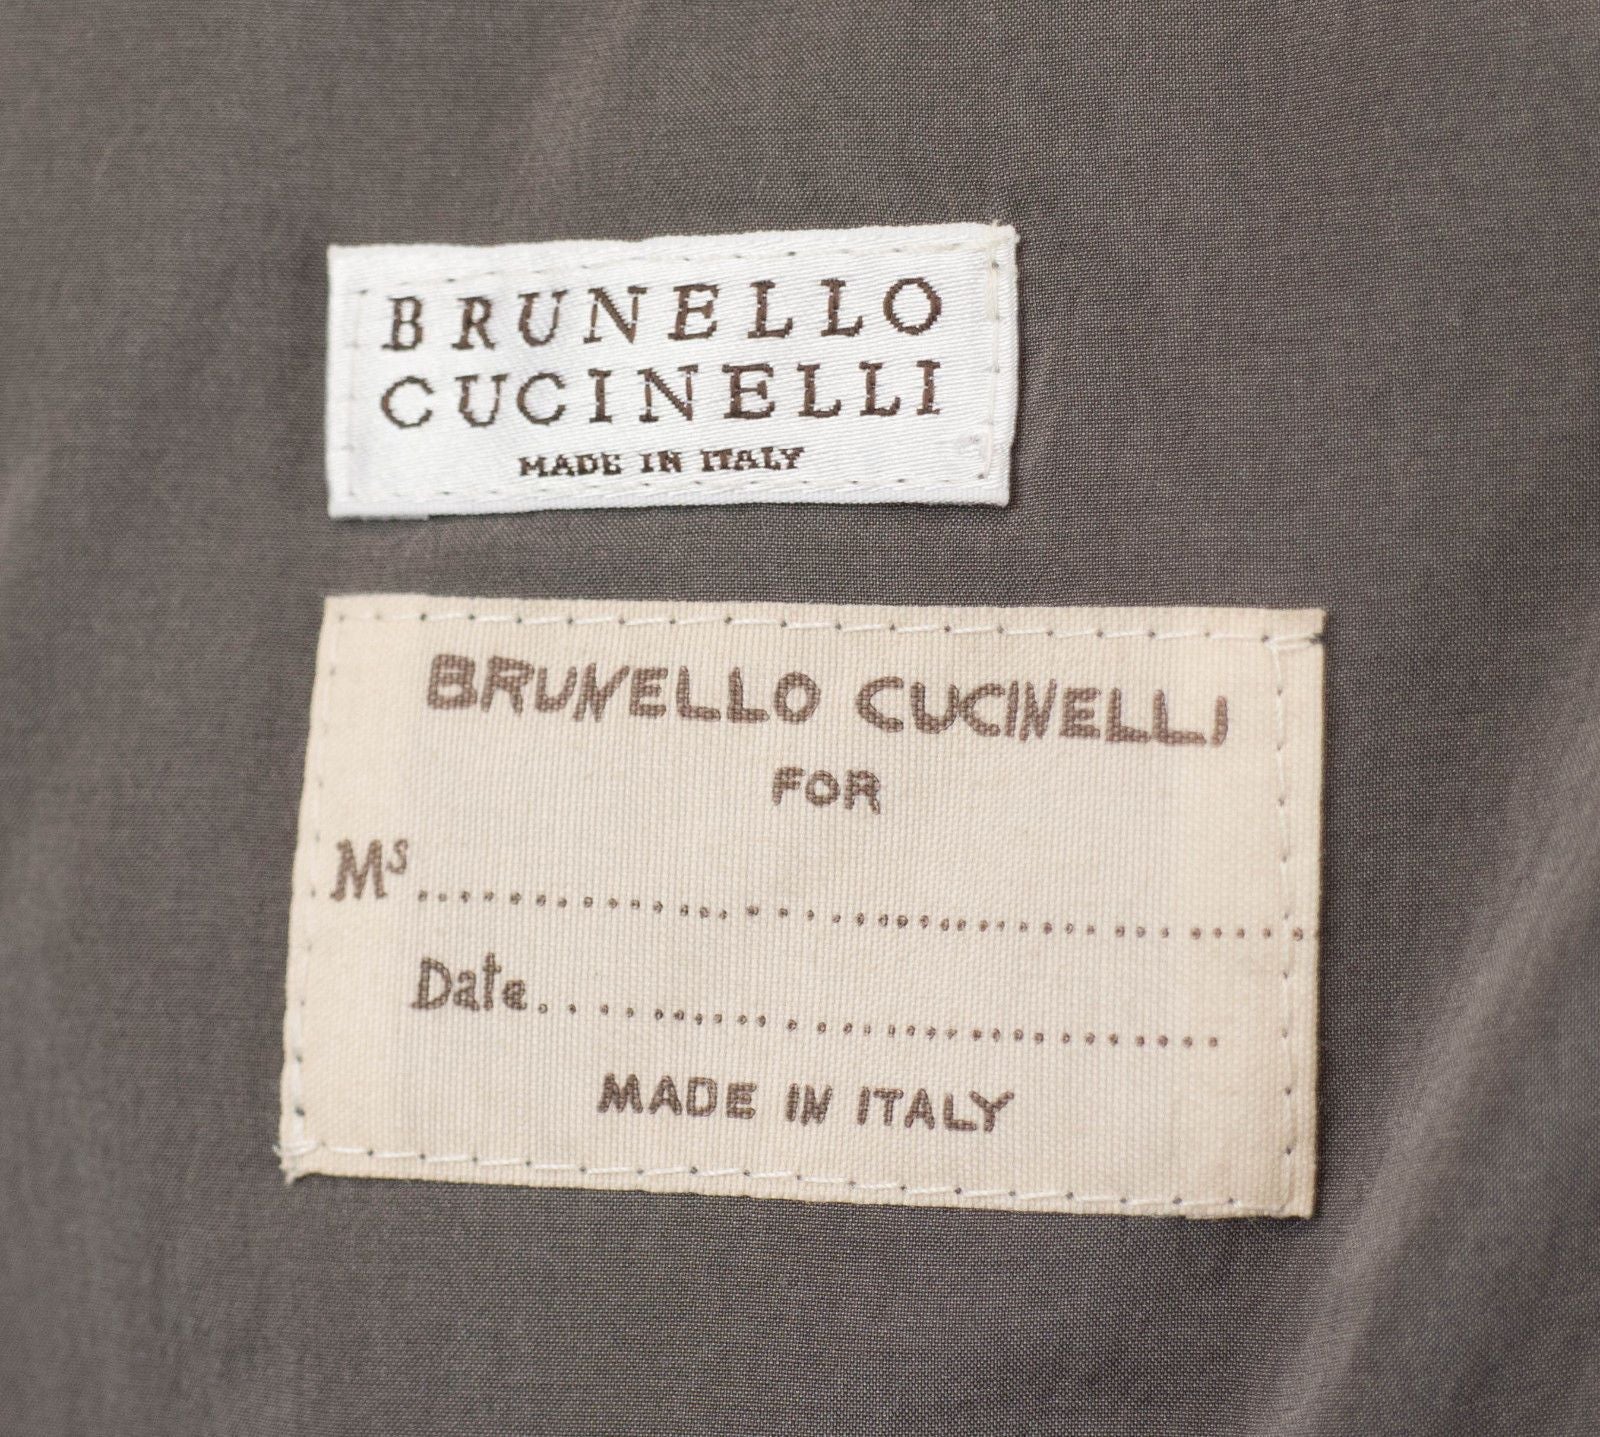 BRUNELLO
CUCINELLI
MADE IN ITALY
BRUNELLO CUCINELLI
FOR
Ms..................................................
Date........................................
MADE IN ITALY